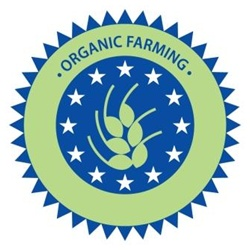 · ORGANIC FARMING ·